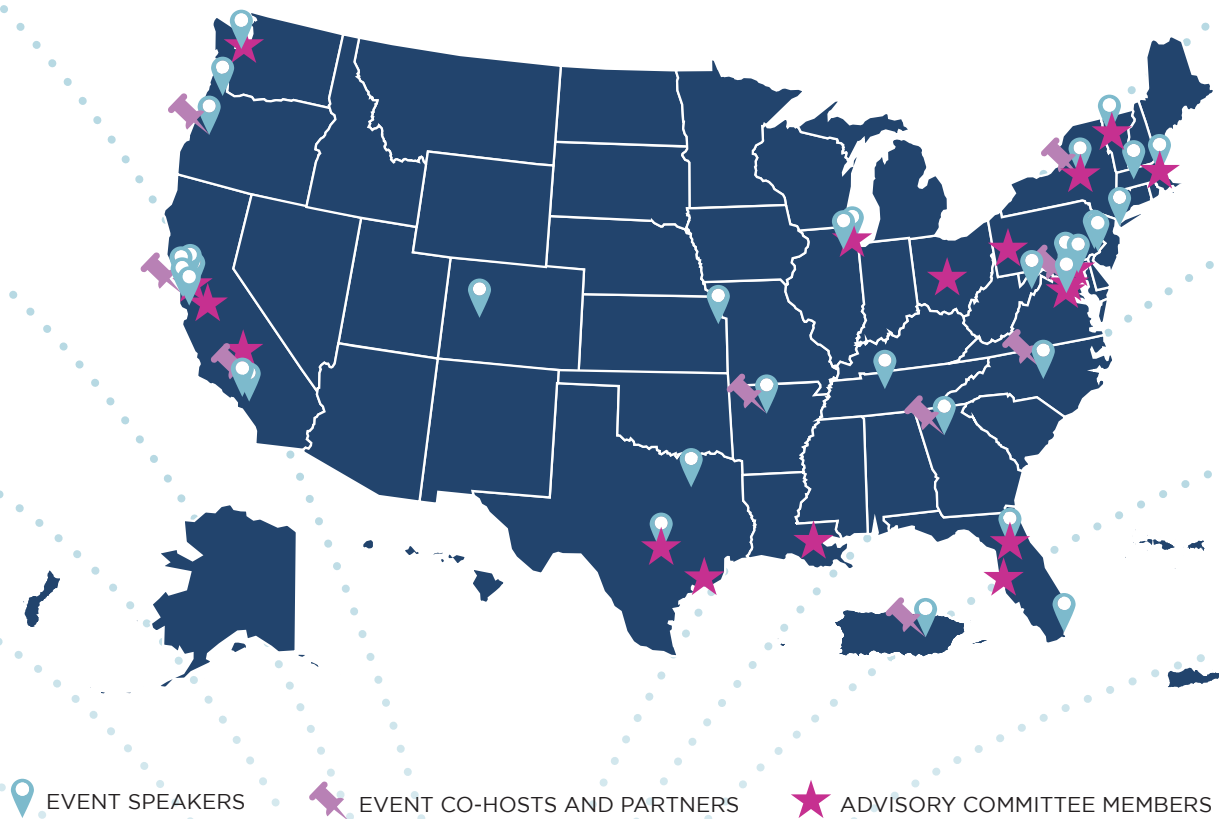 EVENT SPEAKERS
EVENT CO-HOSTS AND PARTNERS
ADVISORY COMMITTEE MEMBERS